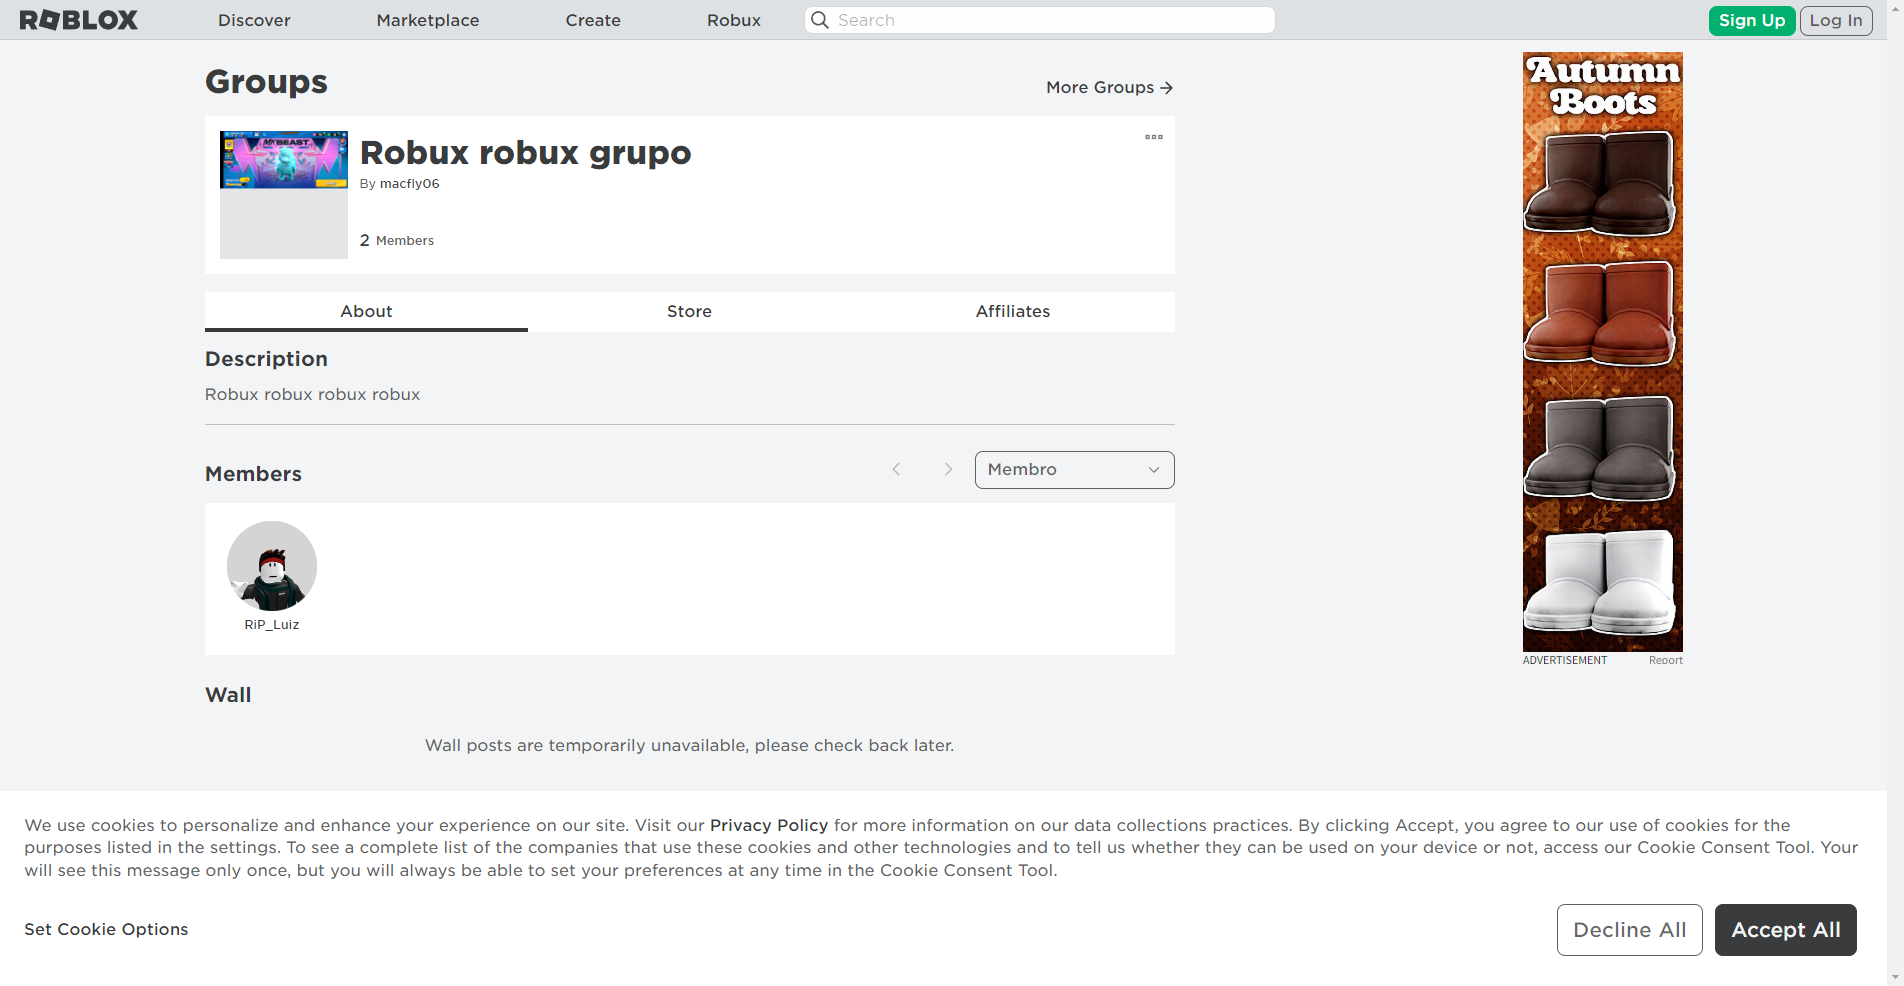 ROBLOX
Discover
Marketplace
Create
Robux
Search
Sign Up
Log In
Groups
More Groups
Robux robux grupo
By macfly06
2 Members
About
Store
Affiliates
Description
Robux robux robux robux
Members
Membro
RiP_Luiz
Wall
Wall posts are temporarily unavailable, please check back later.
Autumn
Boots
ADVERTISEMENT
Report
We use cookies to personalize and enhance your experience on our site. Visit our Privacy Policy for more information on our data collections practices. By clicking Accept, you agree to our use of cookies for the
purposes listed in the settings. To see a complete list of the companies that use these cookies and other technologies and to tell us whether they can be used on your device or not, access our Cookie Consent Tool. Your
will see this message only once, but you will always be able to set your preferences at any time in the Cookie Consent Tool.
Set Cookie Options
Decline All
Accept All